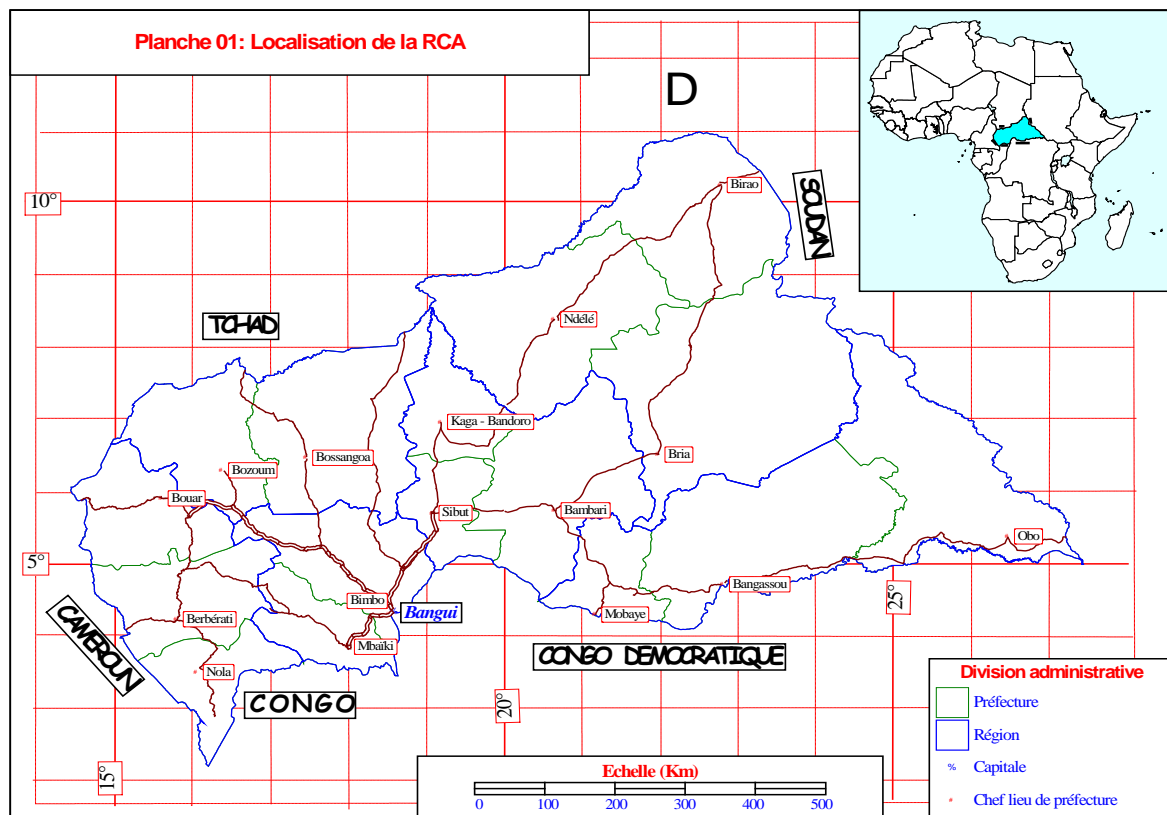 Planche 01: Localisation de la RCA
D
SOUDAN
Birao
10°
TCHAD
Ndélé
Kaga - Bandoro
Bossangoa
Bria
Bozoum
Bouar
Sibut
Bambari
Obo
5°
Bangassou
25°
Bimbo
Bangui
Mobaye
Berbérati
Mbaïki
CAMEROUN
CONGO DEMOCRATIQUE
Nola
CONGO
20°
15°
Division administrative
Préfecture
Région
% Capitale
Chef lieu de préfecture
Echelle (Km)
0 100 200 300 400 500